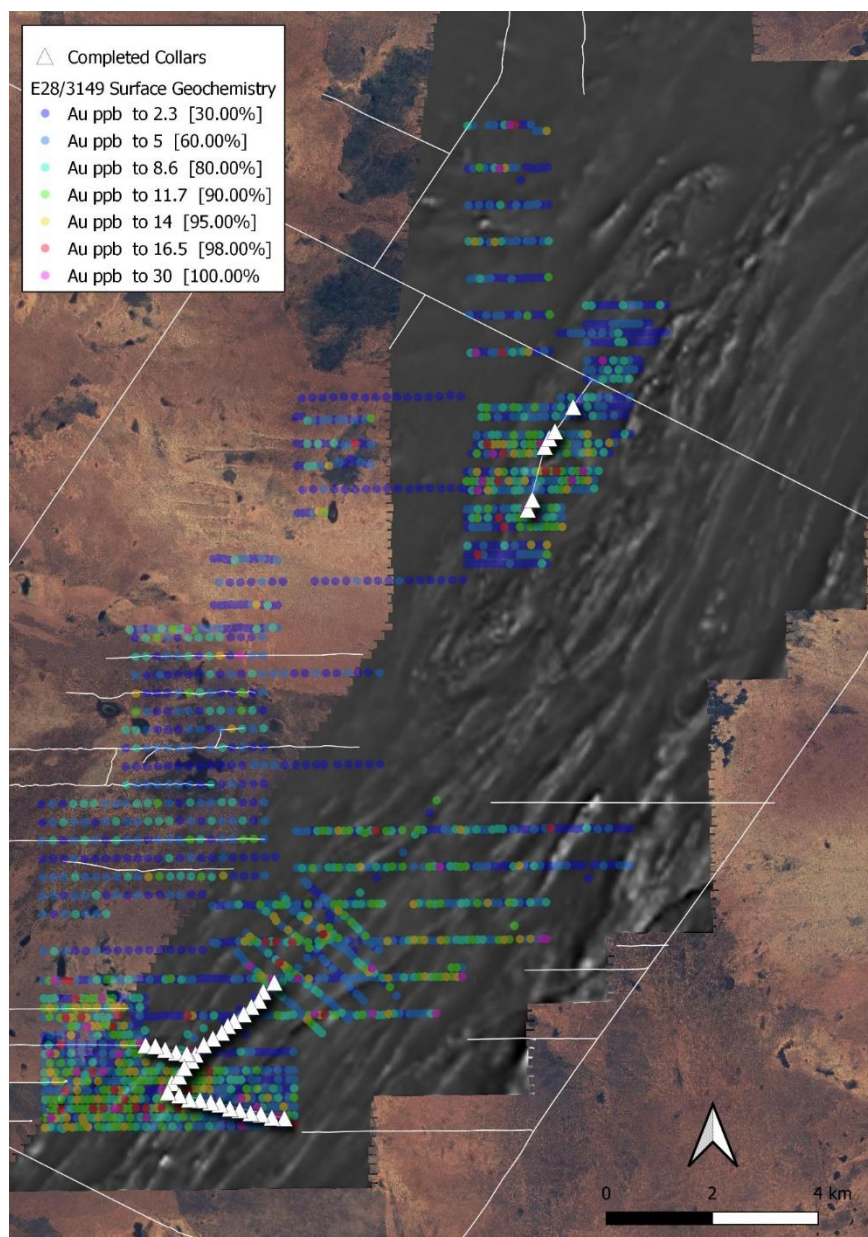 Completed Collars
E28/3149 Surface Geochemistry
Au ppb to 2.3 [30.00%]
Au ppb to 5 [60.00%]
Au ppb to 8.6 [80.00%]
Au ppb to 11.7 [90.00%]
Au ppb to 14 [95.00%]
Au ppb to 16.5 [98.00%]
Au ppb to 30 [100.00%
0 2 4 km